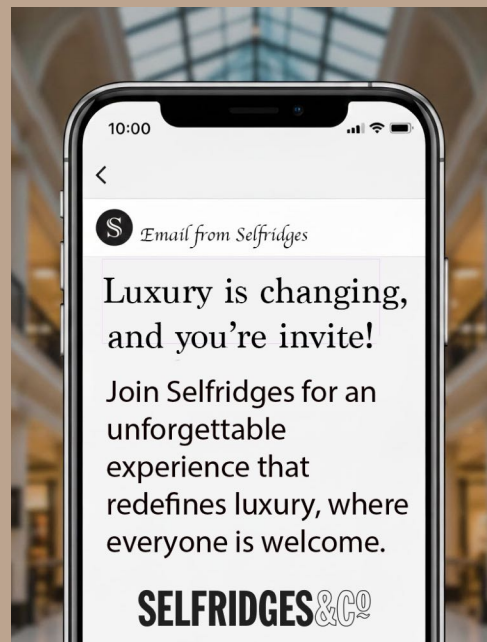 10:00
S Email from Selfridges
Luxury is changing,
and you're invite!
Join Selfridges for an
unforgettable
experience that
redefines luxury, where
everyone is welcome.
SELFRIDGES&Cº